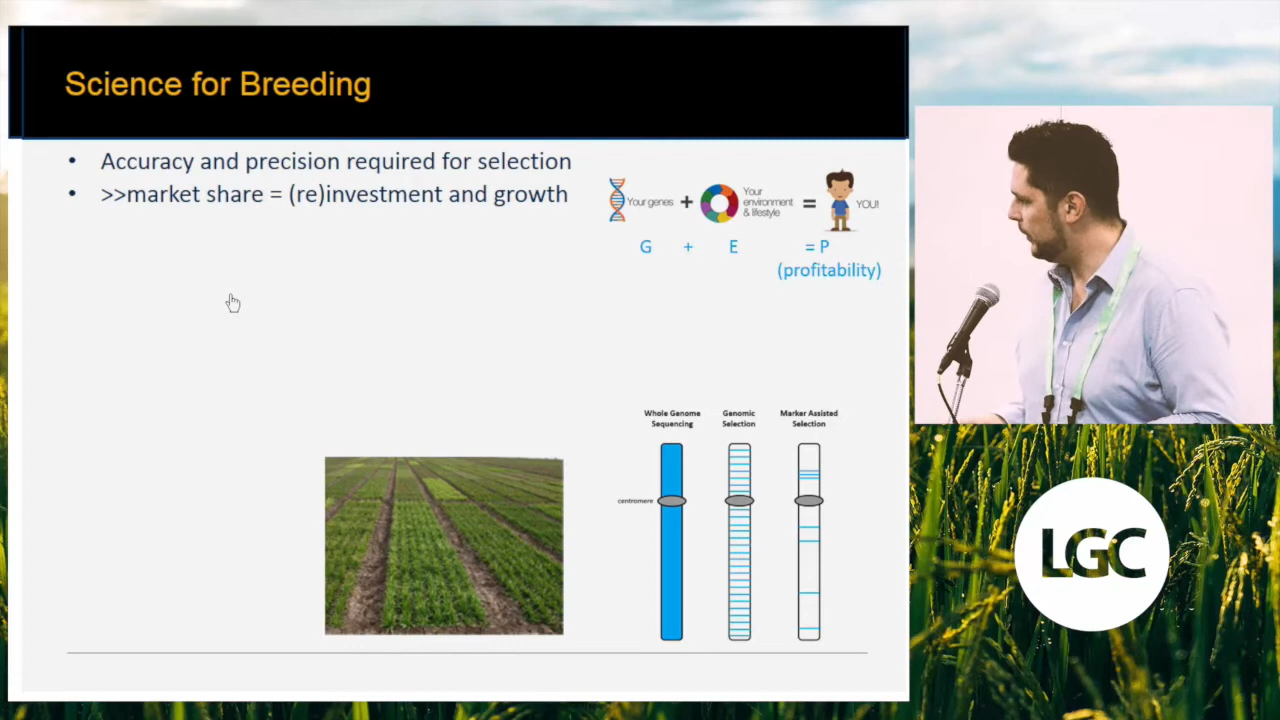 Science for Breeding
• Accuracy and precision required for selection
• >>market share = (re)investment and growth
Your genes + Your environment & lifestyle = YOU!
G + E = P
(profitability)
Whole Genome Sequencing
Genomic Selection
Marker Assisted Selection
centromere
LGC